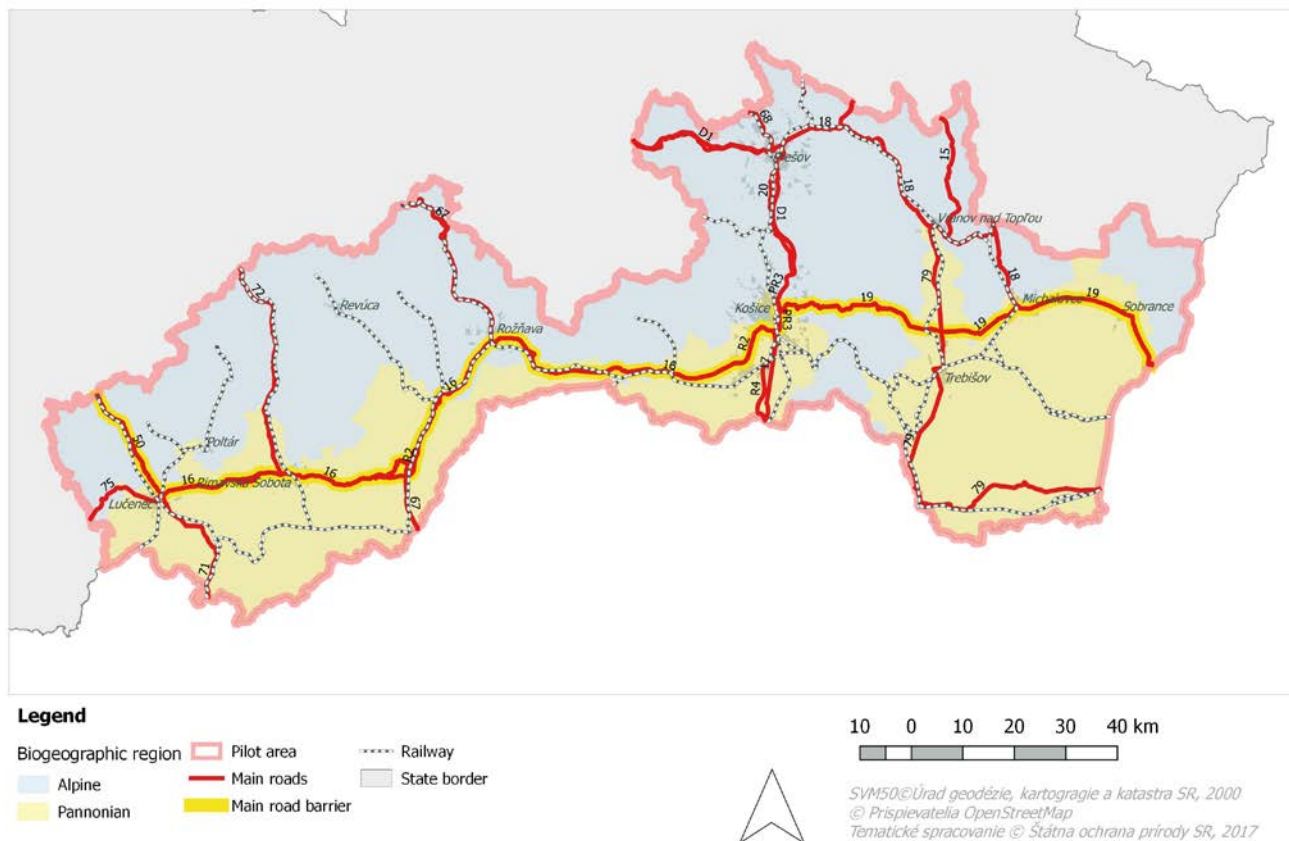 68
18
D1
Prešov
15
20
18
67
D1
Vranov nad Topľou
72
Revúca
PR3
79
18
Michalovce
Košice
19
19
Sobrance
Rožňava
PR3
19
R2
16
17
Trebišov
R4
16
50
Poltár
R2
16
16
Rimavská Sobota
79
75
Lučenec
67
79
71
Legend
Biogeographic region
Alpine
Pannonian
Pilot area
Main roads
Main road barrier
Railway
State border
10 0 10 20 30 40 km
SVM50©Úrad geodézie, kartogragie a katastra SR, 2000
© Prispievatelia OpenStreetMap
Tematické spracovanie © Štátna ochrana prírody SR, 2017